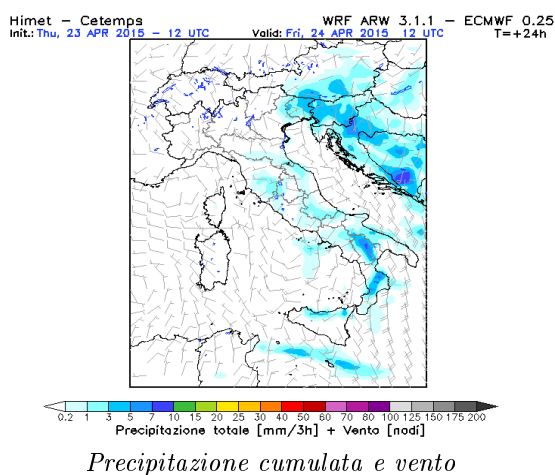 Himet – Cetemps
WRF ARW 3.1.1 – ECMWF 0.25
Init.: Thu, 23 APR 2015 – 12 UTC
Valid: Fri, 24 APR 2015 12 UTC
T=+24h
0.2 1 3 5 7 10 15 20 25 30 40 50 60 70 80 100 125 150 175 200
Precipitazione totale [mm/3h] + Vento [nodi]
Precipitazione cumulata e vento